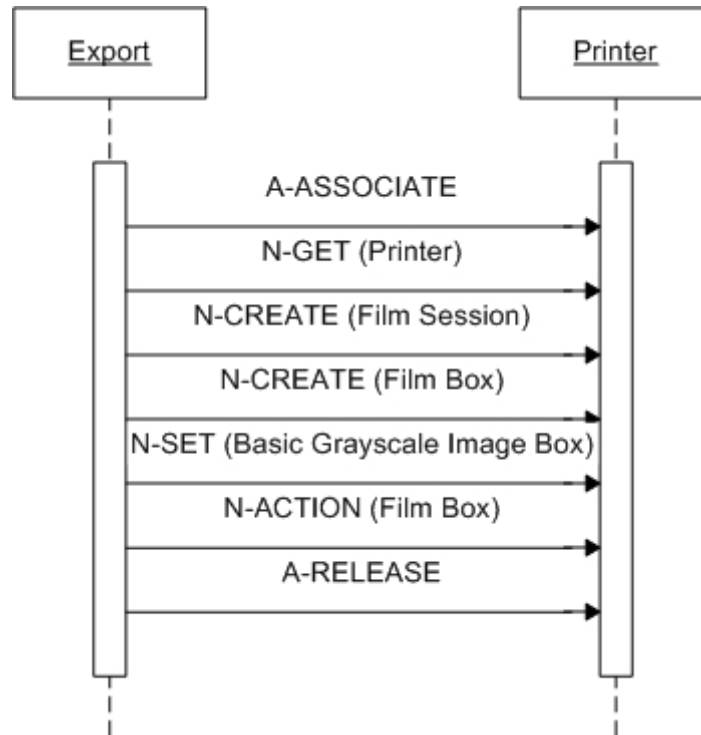 Export
Printer
A-ASSOCIATE
N-GET (Printer)
N-CREATE (Film Session)
N-CREATE (Film Box)
N-SET (Basic Grayscale Image Box)
N-ACTION (Film Box)
A-RELEASE